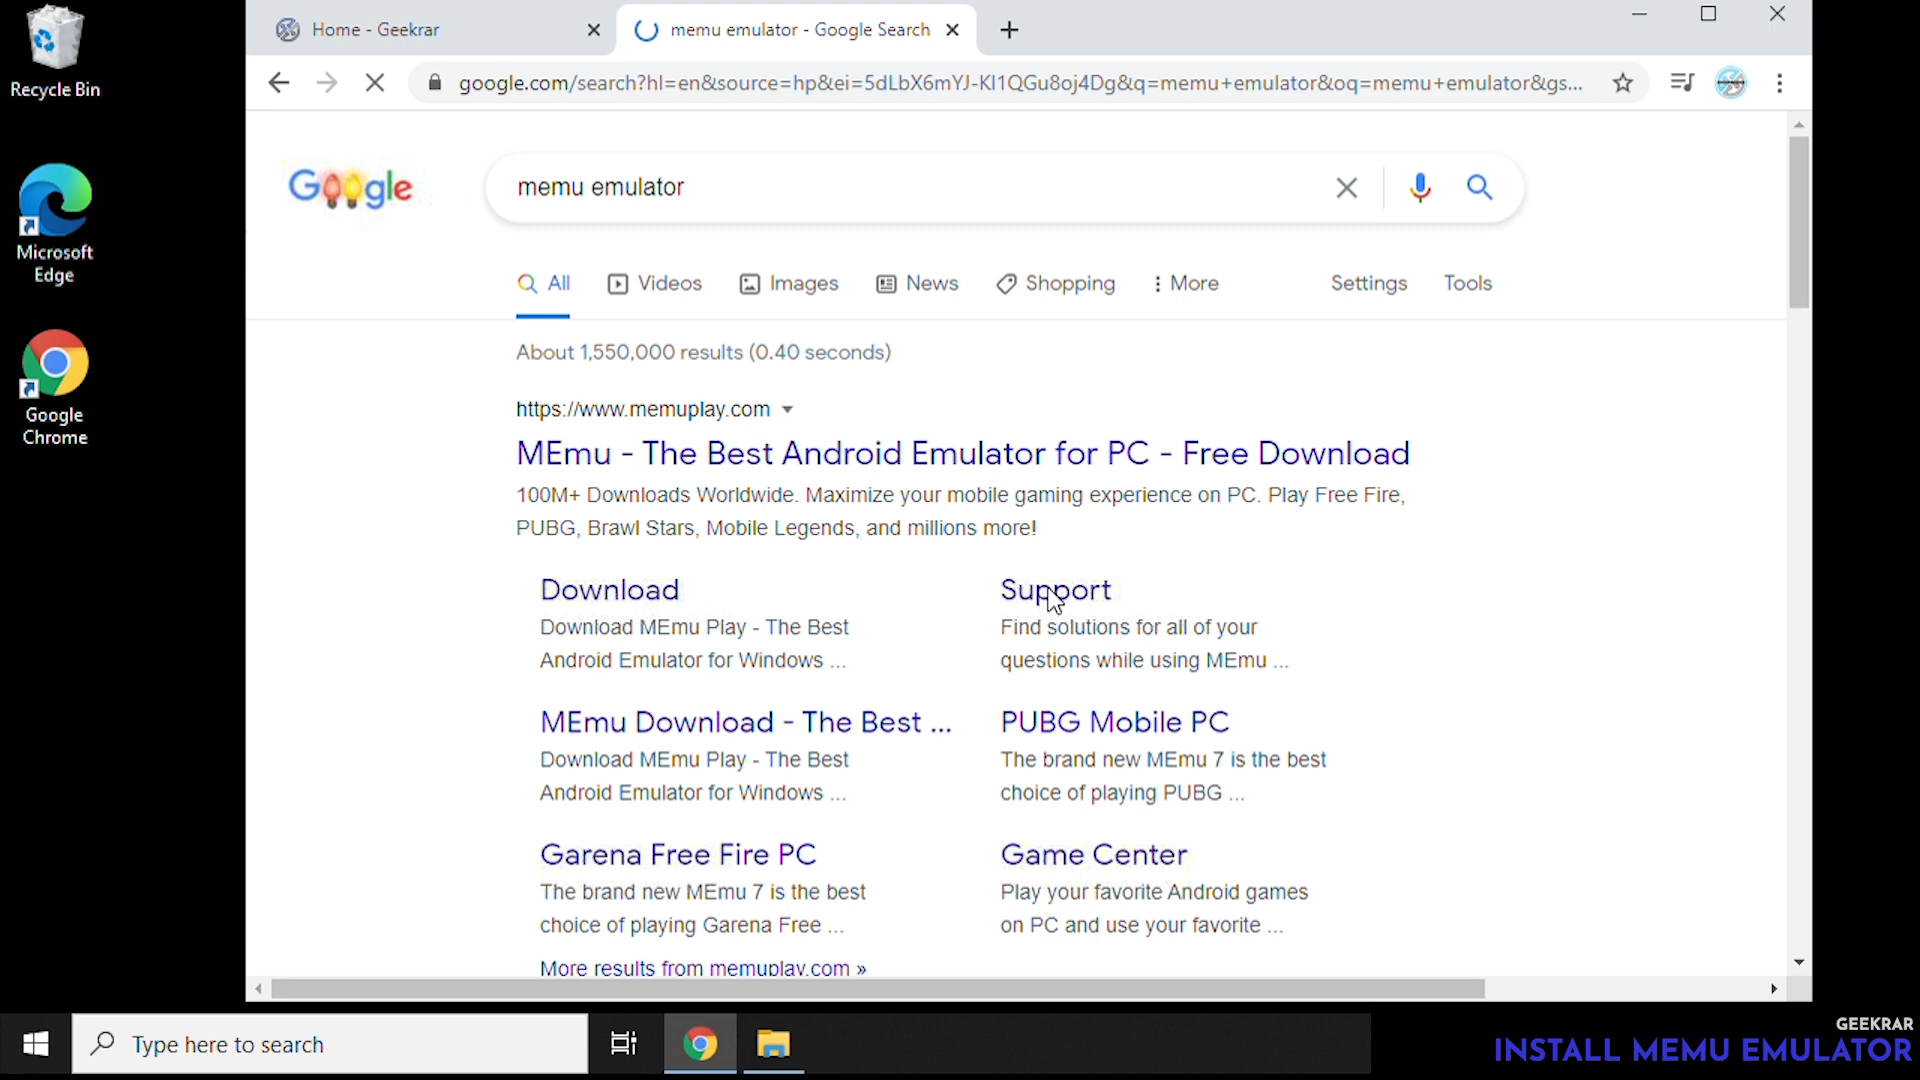 Recycle Bin
Microsoft
Edge
Google
Chrome
Home - Geekrar
memu emulator - Google Search
google.com/search?hl=en&source=hp&ei=5dLbX6mYJ-KI1QGu8oj4Dg&q=memu+emulator&oq=memu+emulator&gs...
Google
memu emulator
All
Videos
Images
News
Shopping
More
Settings
Tools
About 1,550,000 results (0.40 seconds)
https://www.memuplay.com
MEmu - The Best Android Emulator for PC - Free Download
100M+ Downloads Worldwide. Maximize your mobile gaming experience on PC. Play Free Fire,
PUBG, Brawl Stars, Mobile Legends, and millions more!
Download
Download MEmu Play - The Best
Android Emulator for Windows ...
Support
Find solutions for all of your
questions while using MEmu ...
MEmu Download - The Best ...
Download MEmu Play - The Best
Android Emulator for Windows ...
PUBG Mobile PC
The brand new MEmu 7 is the best
choice of playing PUBG ...
Garena Free Fire PC
The brand new MEmu 7 is the best
choice of playing Garena Free ...
Game Center
Play your favorite Android games
on PC and use your favorite ...
More results from memuplay.com »
Type here to search
GEEKRAR
INSTALL MEMU EMULATOR